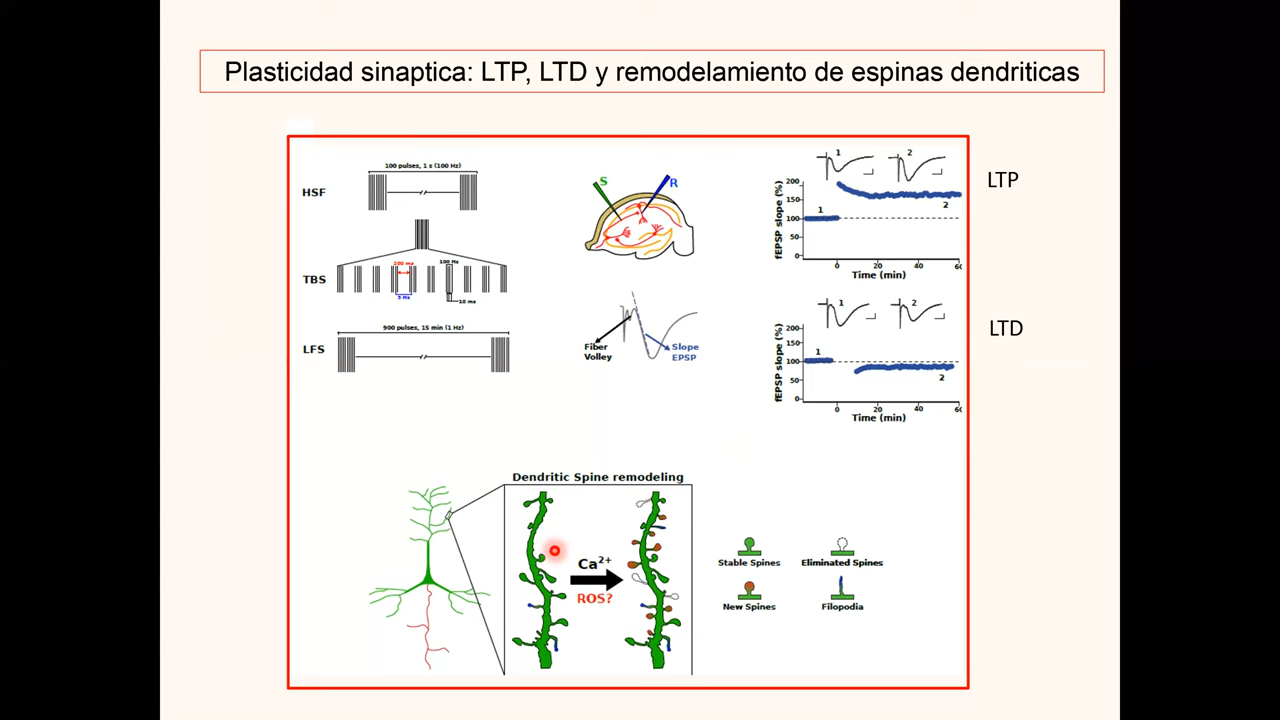 Plasticidad sinaptica: LTP, LTD y remodelamiento de espinas dendriticas
100 pulses, 1 s (100 Hz)
HSF
TBS
200 ms
100 Hz
5 Hz
10 ms
900 pulses, 15 min (1 Hz)
LFS
S
R
Fiber
Volley
Slope
EPSP
1
2
fEPSP slope (%)
200
150
100
50
0
1
2
0
20
40
60
Time (min)
LTP
1
2
fEPSP slope (%)
200
150
100
50
0
1
2
0
20
40
60
Time (min)
LTD
Dendritic Spine remodeling
Ca²⁺
ROS?
Stable Spines
Eliminated Spines
New Spines
Filopodia